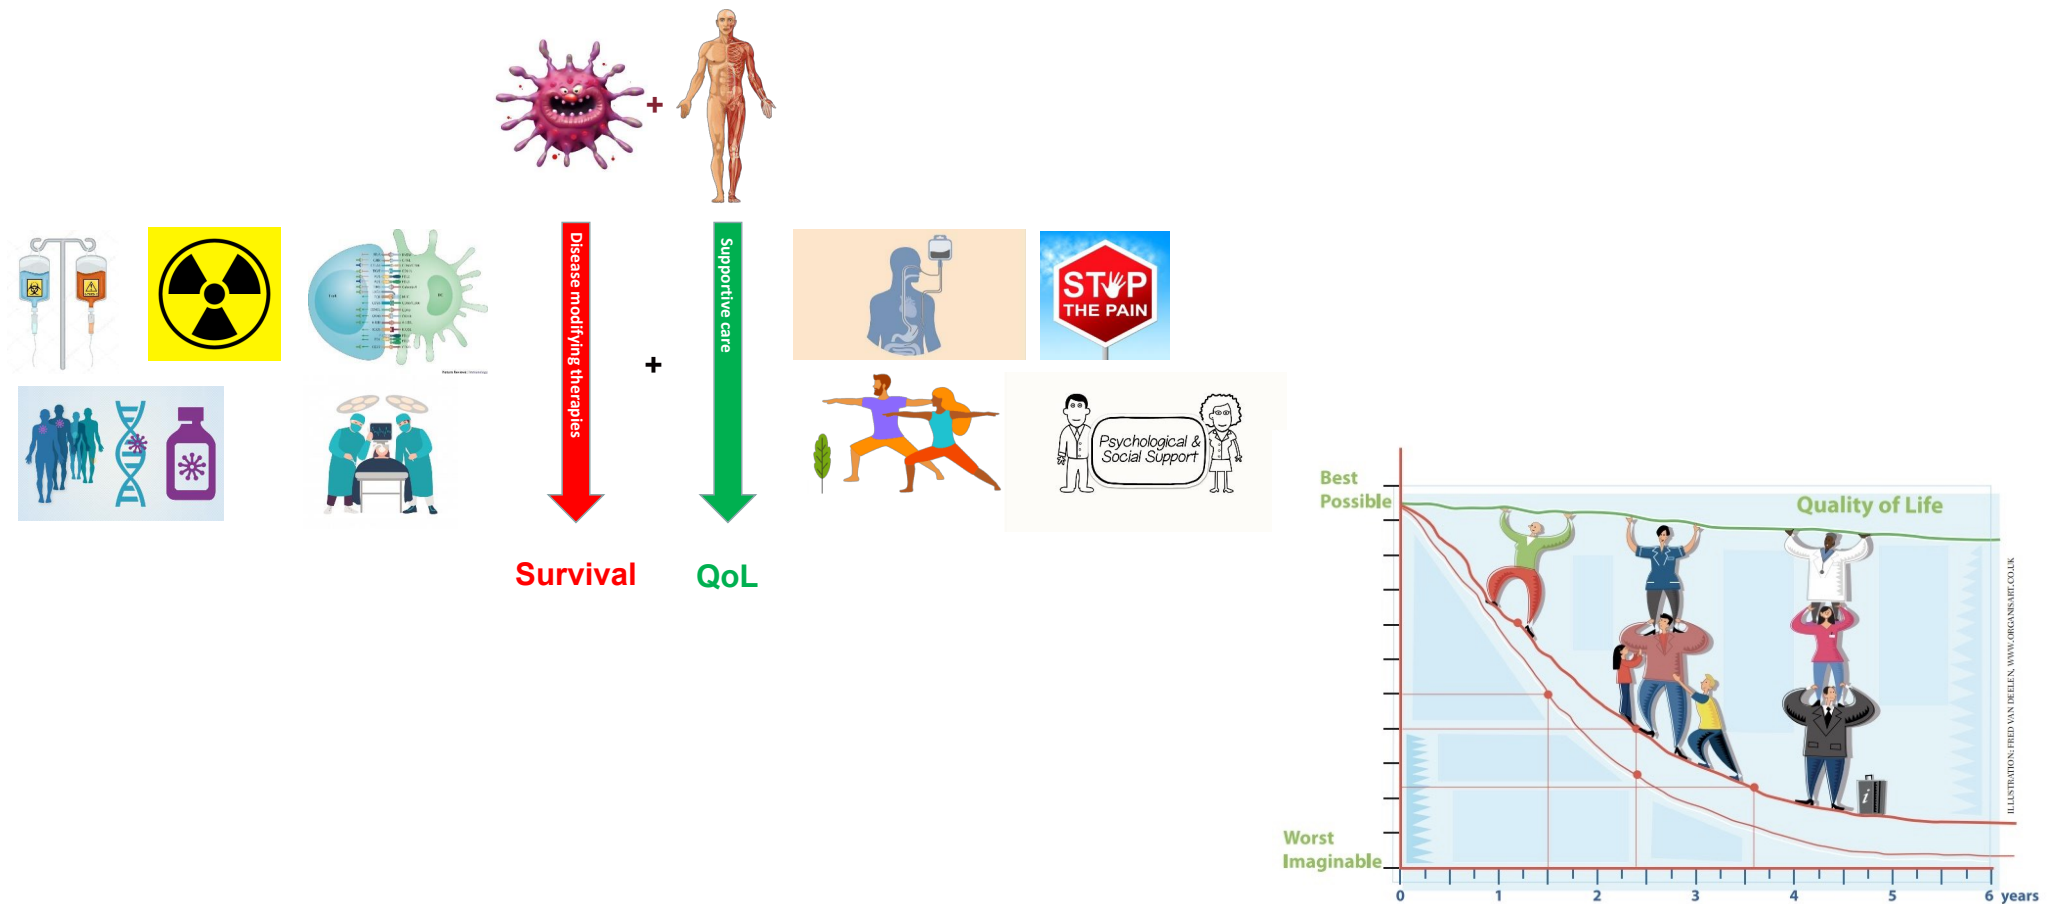 +
Disease modifying therapies
+
Supportive care
STOP
THE PAIN
Psychological &
Social Support
Survival
QoL
Best
Possible
Quality of Life
Worst
Imaginable
i
0 1 2 3 4 5 6 years
ILLUSTRATION: FRED VAN DEELEN, WWW.ORGANISART.CO.UK